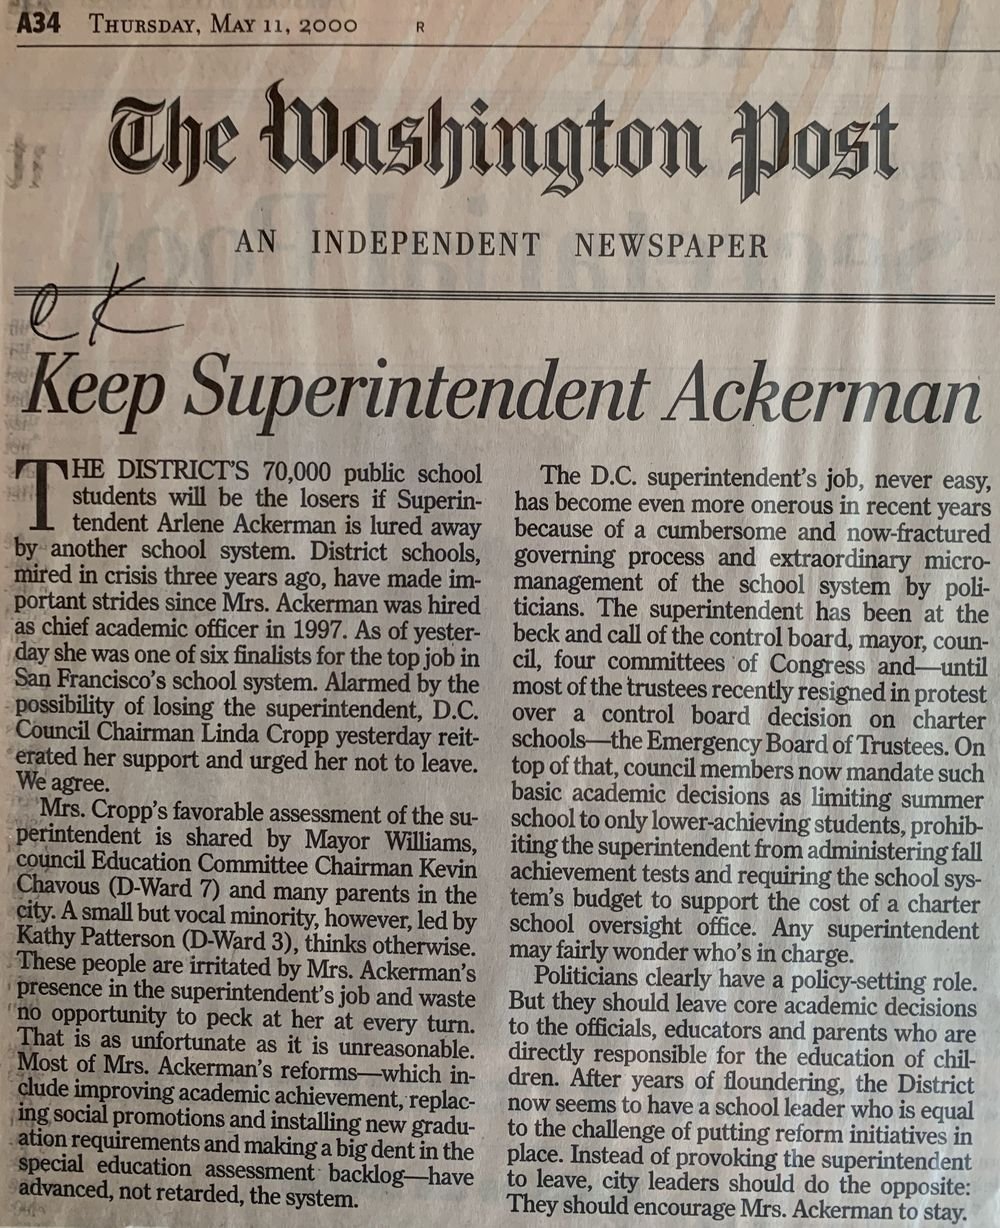 A34 THURSDAY, MAY 11, 2000 R
The Washington Post
AN INDEPENDENT NEWSPAPER
eK
Keep Superintendent Ackerman
THE DISTRICT'S 70,000 public school
students will be the losers if Superin-
tendent Arlene Ackerman is lured away
by another school system. District schools,
mired in crisis three years ago, have made im-
portant strides since Mrs. Ackerman was hired
as chief academic officer in 1997. As of yester-
day she was one of six finalists for the top job in
San Francisco's school system. Alarmed by the
possibility of losing the superintendent, D.C.
Council Chairman Linda Cropp yesterday reit-
erated her support and urged her not to leave.
We agree.
Mrs. Cropp's favorable assessment of the su-
perintendent is shared by Mayor Williams,
council Education Committee Chairman Kevin
Chavous (D-Ward 7) and many parents in the
city. A small but vocal minority, however, led by
Kathy Patterson (D-Ward 3), thinks otherwise.
These people are irritated by Mrs. Ackerman's
presence in the superintendent's job and waste
no opportunity to peck at her at every turn.
That is as unfortunate as it is unreasonable.
Most of Mrs. Ackerman's reforms—which in-
clude improving academic achievement, replac-
ing social promotions and installing new gradu-
ation requirements and making a big dent in the
special education assessment backlog—have
advanced, not retarded, the system.
The D.C. superintendent's job, never easy,
has become even more onerous in recent years
because of a cumbersome and now-fractured
governing process and extraordinary micro-
management of the school system by poli-
ticians. The superintendent has been at the
beck and call of the control board, mayor, coun-
cil, four committees of Congress and—until
most of the trustees recently resigned in protest
over a control board decision on charter
schools—the Emergency Board of Trustees. On
top of that, council members now mandate such
basic academic decisions as limiting summer
school to only lower-achieving students, prohib-
iting the superintendent from administering fall
achievement tests and requiring the school sys-
tem's budget to support the cost of a charter
school oversight office. Any superintendent
may fairly wonder who's in charge.
Politicians clearly have a policy-setting role.
But they should leave core academic decisions
to the officials, educators and parents who are
directly responsible for the education of chil-
dren. After years of floundering, the District
now seems to have a school leader who is equal
to the challenge of putting reform initiatives in
place. Instead of provoking the superintendent
to leave, city leaders should do the opposite:
They should encourage Mrs. Ackerman to stay.